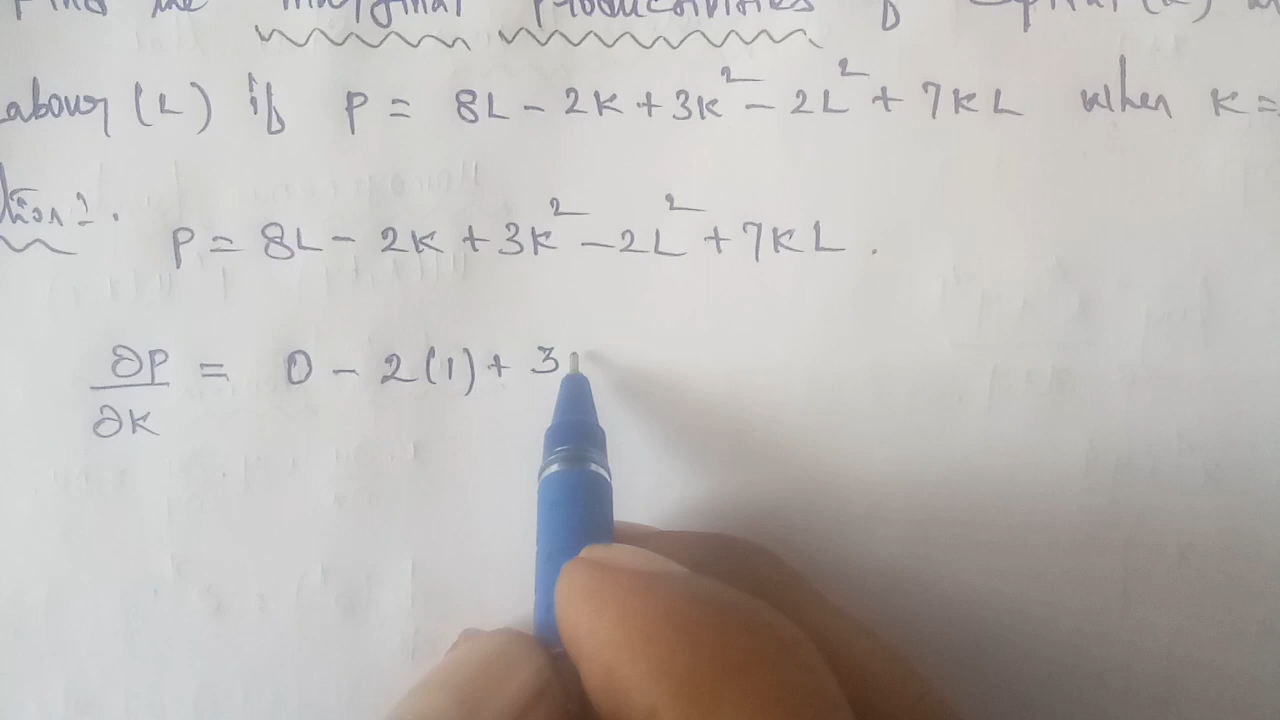 Find the marginal productivities of capital (K)
Labour (L) if P = 8L - 2K + 3K² - 2L² + 7KL when K =
P = 8L - 2K + 3K² - 2L² + 7KL.
∂P/∂K = 0 - 2(1) + 3